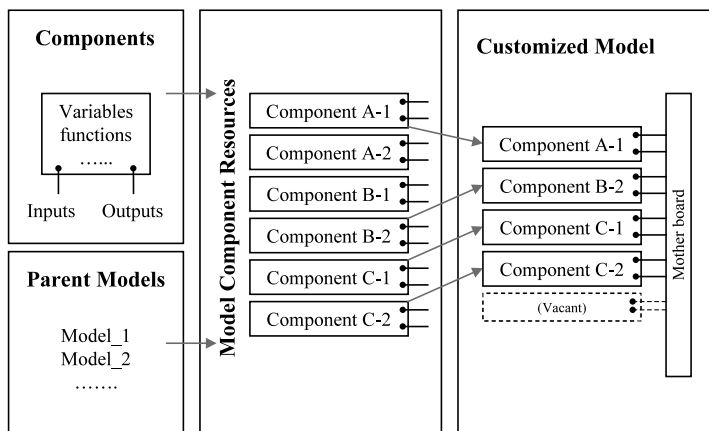 Components
Variables
functions
…...
Inputs
Outputs
Parent Models
Model_1
Model_2
…….
Model Component Resources
Component A-1
Component A-2
Component B-1
Component B-2
Component C-1
Component C-2
Customized Model
Component A-1
Component B-2
Component C-1
Component C-2
(Vacant)
Mother board